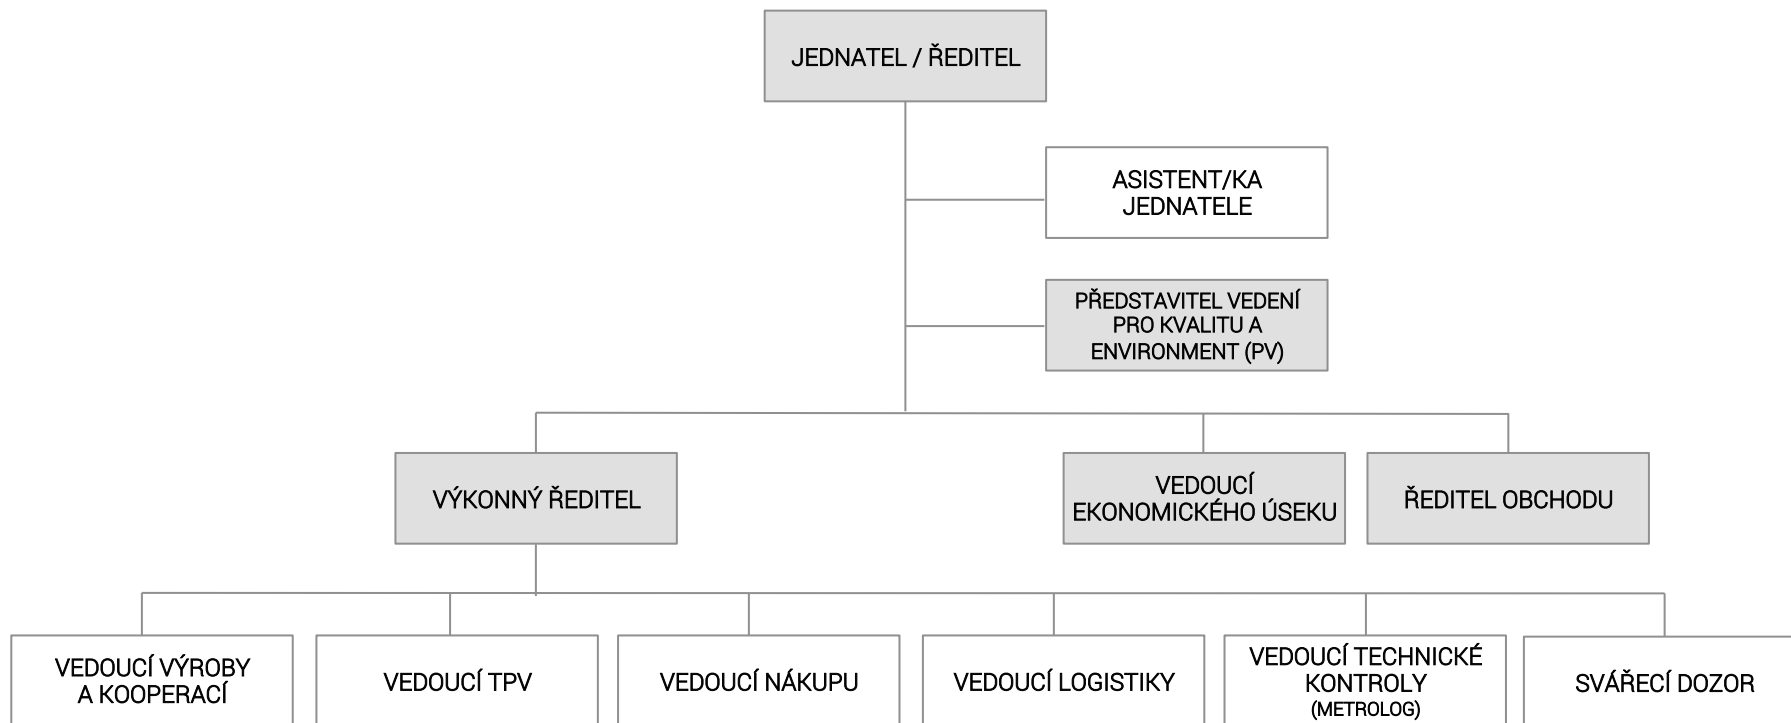 JEDNATEL / ŘEDITEL
ASISTENT/KA
JEDNATELE
PŘEDSTAVITEL VEDENÍ
PRO KVALITU A
ENVIRONMENT (PV)
VÝKONNÝ ŘEDITEL
VEDOUCÍ
EKONOMICKÉHO ÚSEKU
ŘEDITEL OBCHODU
VEDOUCÍ VÝROBY
A KOOPERACÍ
VEDOUCÍ TPV
VEDOUCÍ NÁKUPU
VEDOUCÍ LOGISTIKY
VEDOUCÍ TECHNICKÉ
KONTROLY
(METROLOG)
SVÁŘECÍ DOZOR